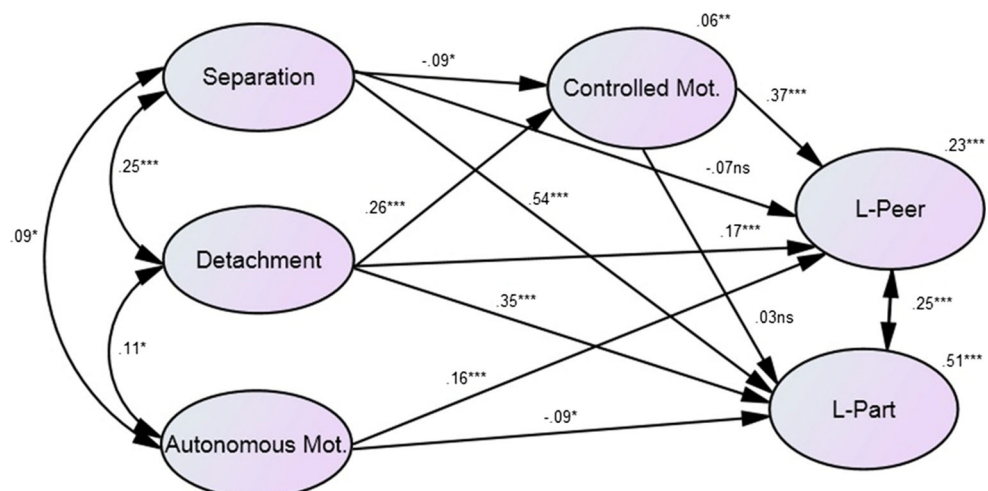 .06**
Separation
-.09*
Controlled Mot.
.37***
.25***
.23***
-.07ns
.26***
.54***
L-Peer
.09*
.17***
Detachment
.35***
.25***
.03ns
.11*
.51***
.16***
L-Part
-.09*
Autonomous Mot.